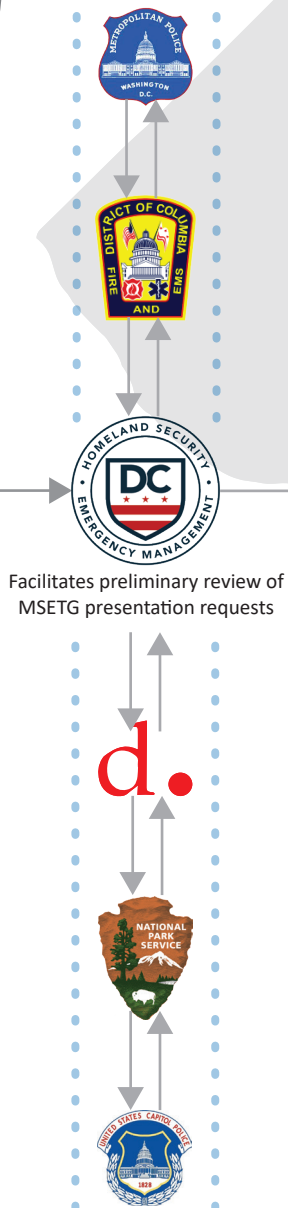 METROPOLITAN POLICE
WASHINGTON
D.C.
DISTRICT OF COLUMBIA
FIRE
EMS
AND
HOMELAND SECURITY
DC
EMERGENCY MANAGEMENT
Facilitates preliminary review of
MSETG presentation requests
d.
NATIONAL
PARK
SERVICE
UNITED STATES CAPITOL POLICE
1828